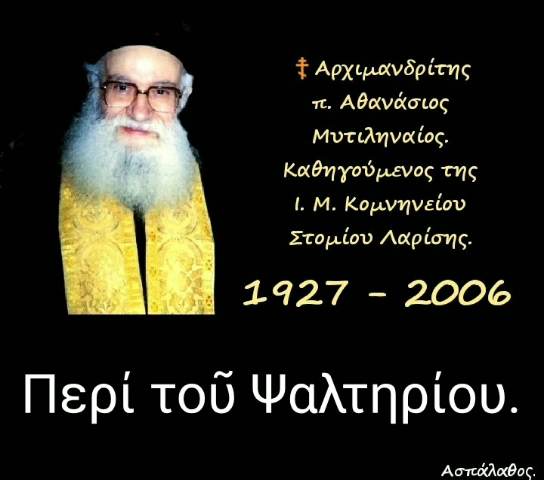 ‡ Αρχιμανδρίτης
π. Αθανάσιος
Μυτιληναίος.
Καθηγούμενος της
Ι. Μ. Κομνηνείου
Στομίου Λαρίσης.
1927 - 2006
Περί τοῦ Ψαλτηρίου.
Ασπάλαθος.